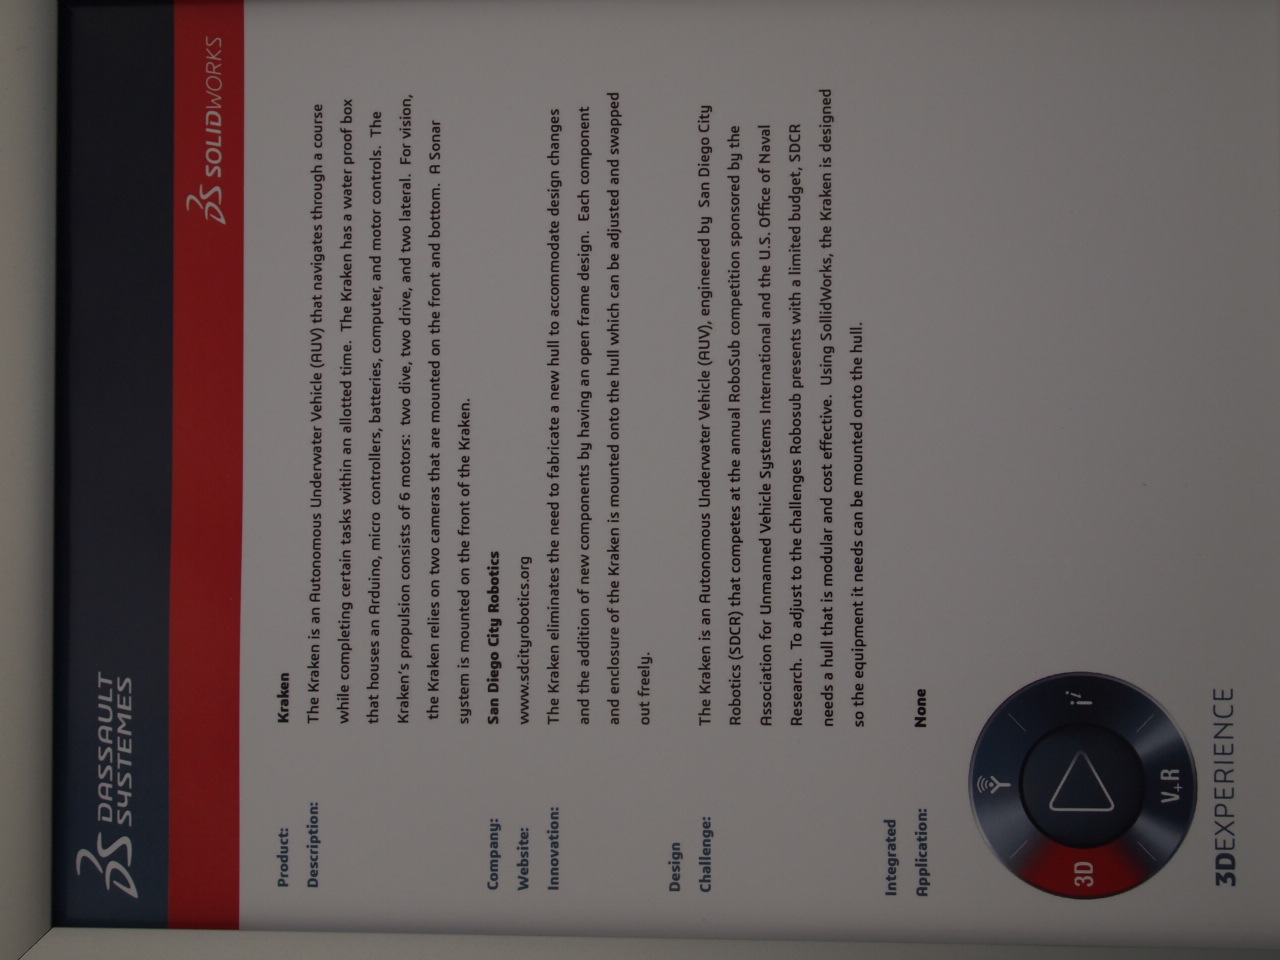 DS DASSAULT
SYSTEMES
DS SOLIDWORKS
Product: Kraken
Description: The Kraken is an Autonomous Underwater Vehicle (AUV) that navigates through a course
while completing certain tasks within an allotted time. The Kraken has a water proof box
that houses an Arduino, micro controllers, batteries, computer, and motor controls. The
Kraken's propulsion consists of 6 motors: two dive, two drive, and two lateral. For vision,
the Kraken relies on two cameras that are mounted on the front and bottom. A Sonar
system is mounted on the front of the Kraken.
Company: San Diego City Robotics
Website: www.sdcityrobotics.org
Innovation: The Kraken eliminates the need to fabricate a new hull to accommodate design changes
and the addition of new components by having an open frame design. Each component
and enclosure of the Kraken is mounted onto the hull which can be adjusted and swapped
out freely.
Design
Challenge: The Kraken is an Autonomous Underwater Vehicle (AUV), engineered by San Diego City
Robotics (SDCR) that competes at the annual RoboSub competition sponsored by the
Association for Unmanned Vehicle Systems International and the U.S. Office of Naval
Research. To adjust to the challenges Robosub presents with a limited budget, SDCR
needs a hull that is modular and cost effective. Using SollidWorks, the Kraken is designed
so the equipment it needs can be mounted onto the hull.
Integrated
Application: None
3D
i
V+R
3DEXPERIENCE